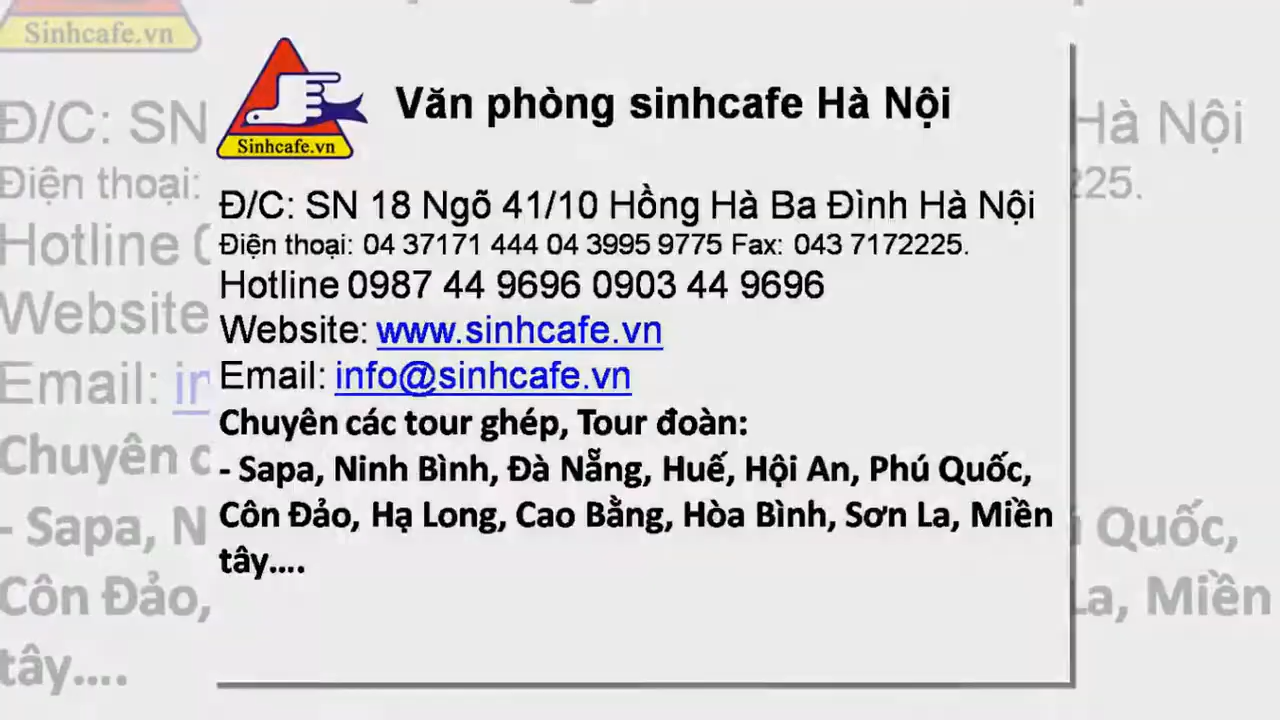 Sinhcafe.vn
Văn phòng sinhcafe Hà Nội
Sinhcafe.vn
Đ/C: SN 18 Ngõ 41/10 Hồng Hà Ba Đình Hà Nội
Điện thoại: 04 37171 444 04 3995 9775 Fax: 043 7172225.
Hotline 0987 44 9696 0903 44 9696
Website: www.sinhcafe.vn
Email: info@sinhcafe.vn
Chuyên các tour ghép, Tour đoàn:
- Sapa, Ninh Bình, Đà Nẵng, Huế, Hội An, Phú Quốc,
Côn Đảo, Hạ Long, Cao Bằng, Hòa Bình, Sơn La, Miền
tây....